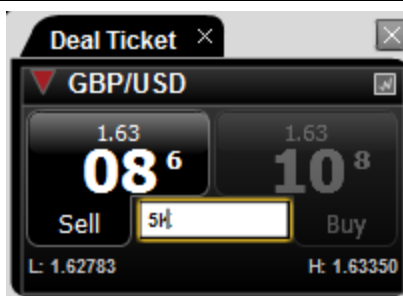 Deal Ticket ×
GBP/USD
1.63 1.63
08 6 10 8
Sell 5K Buy
L: 1.62783 H: 1.63350